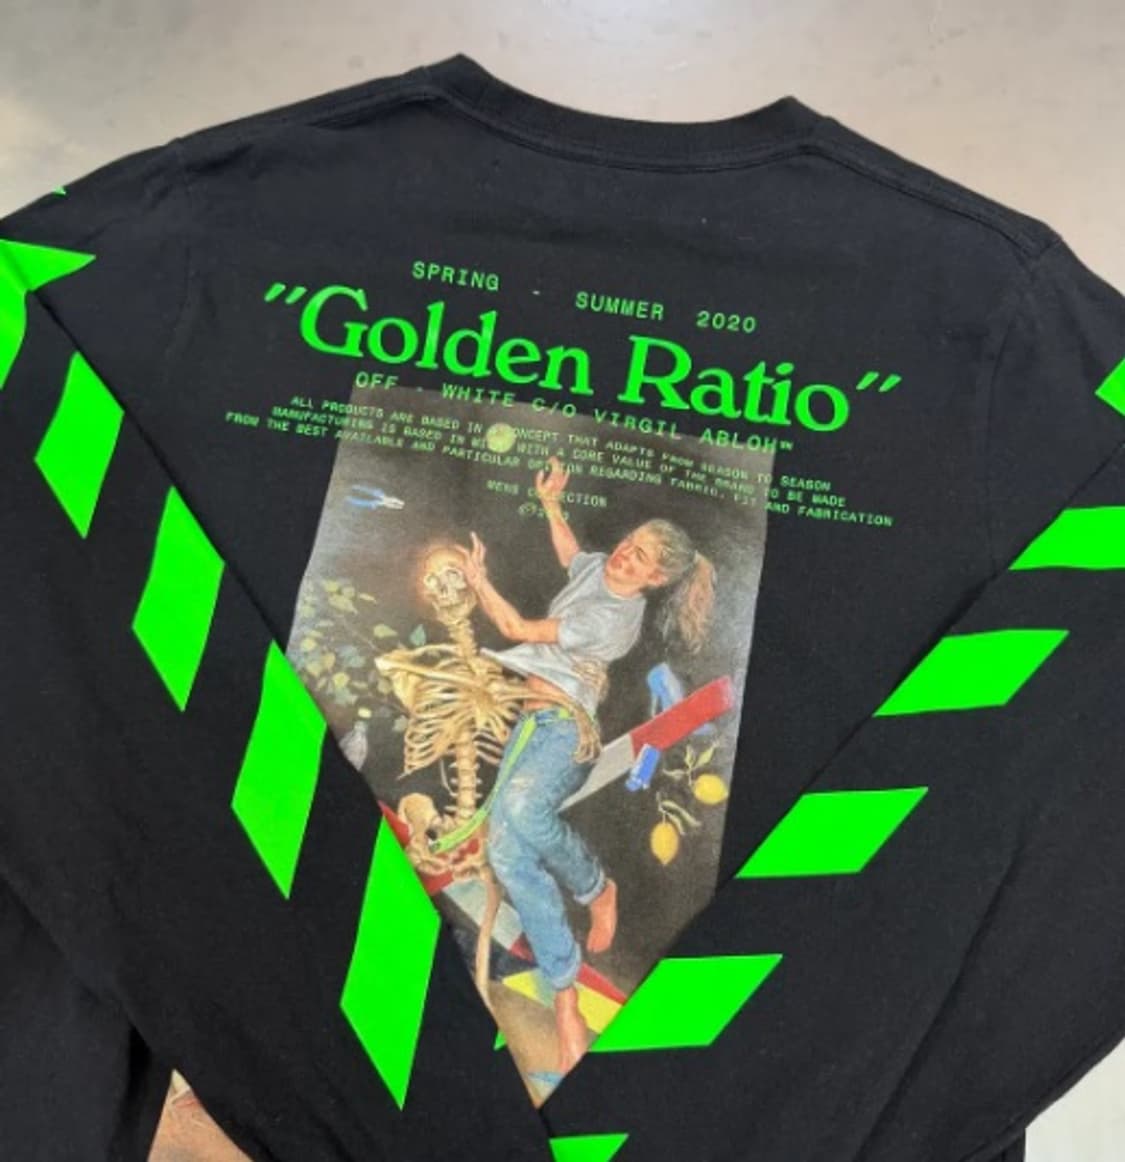 SPRING - SUMMER 2020
"Golden Ratio"
OFF - WHITE C/O VIRGIL ABLOH™
ALL PRODUCTS ARE BASED IN A CONCEPT THAT ADAPTS FROM SEASON TO SEASON
MANUFACTURING IS BASED IN WITH A CORE VALUE OF THE BRAND TO BE MADE
FROM THE BEST AVAILABLE AND PARTICULAR OPINION REGARDING FABRIC, FIT AND FABRICATION
MENS COLLECTION